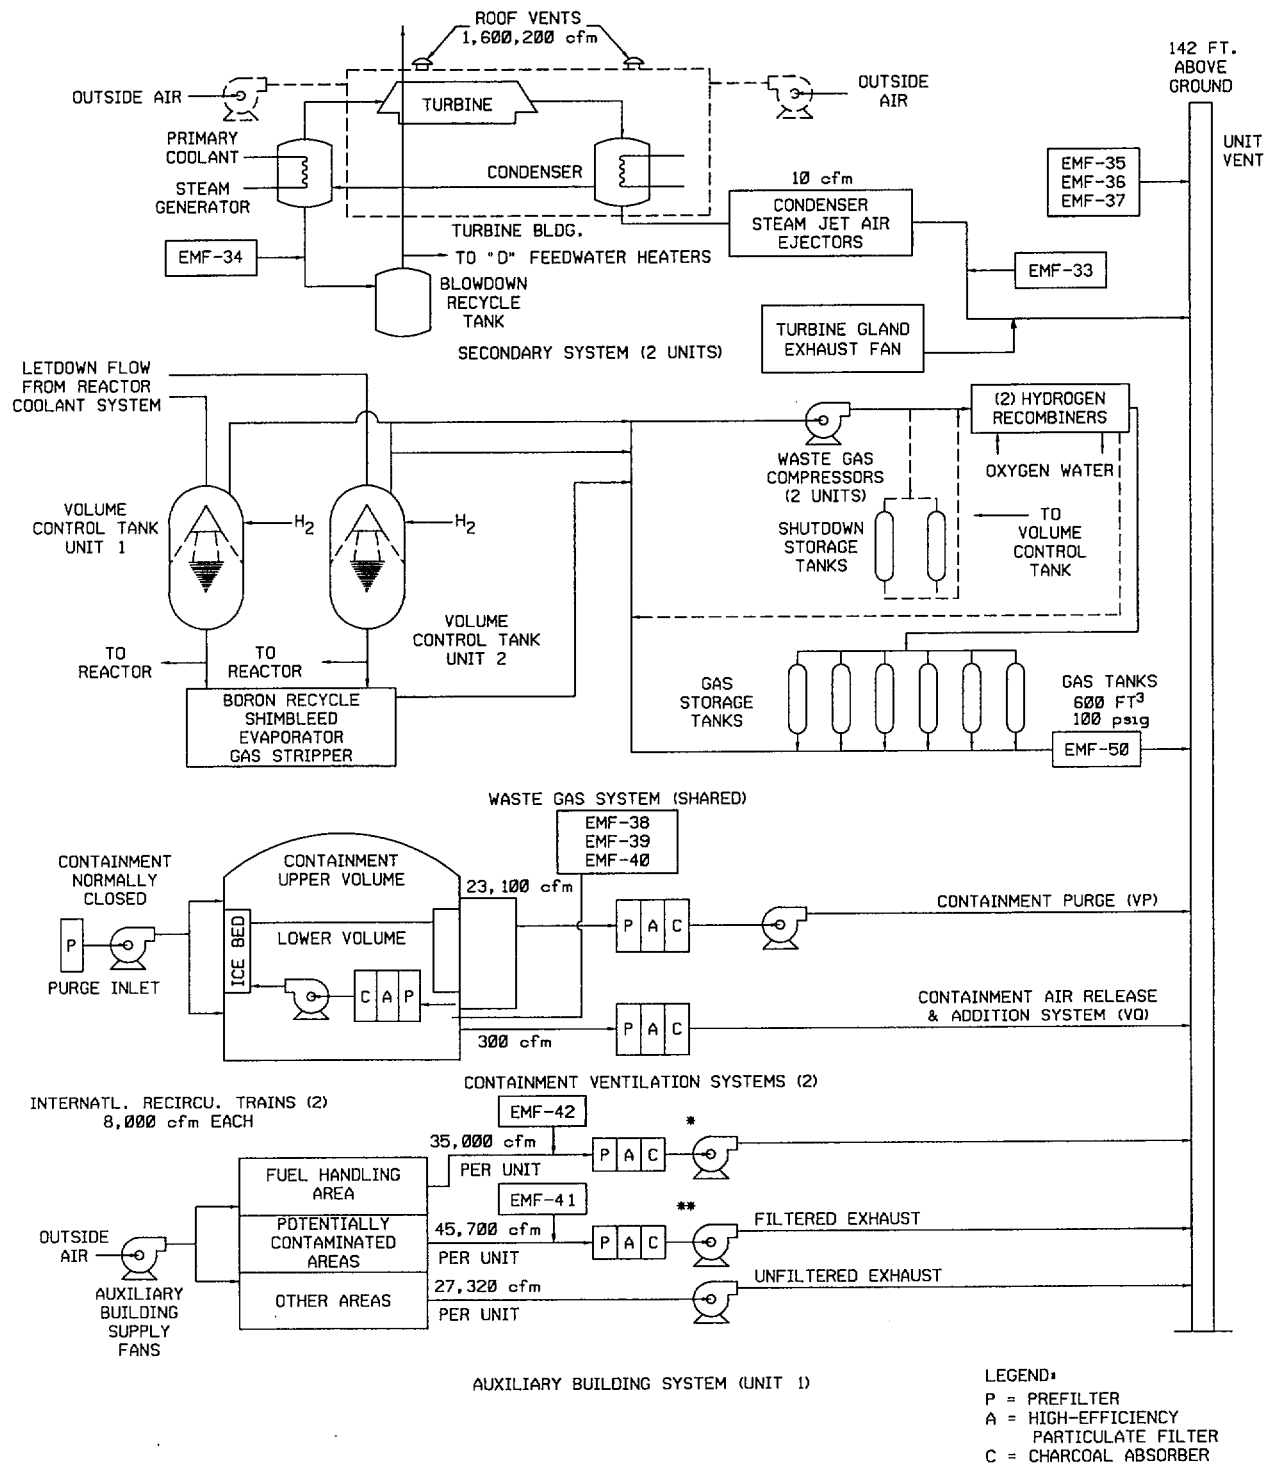 ROOF VENTS
1,600,200 cfm
142 FT.
ABOVE
GROUND
OUTSIDE AIR
TURBINE
OUTSIDE
AIR
UNIT
VENT
PRIMARY
COOLANT
STEAM
GENERATOR
CONDENSER
EMF-35
EMF-36
EMF-37
10 cfm
CONDENSER
STEAM JET AIR
EJECTORS
TURBINE BLDG.
EMF-34
TO "D" FEEDWATER HEATERS
EMF-33
BLOWDOWN
RECYCLE
TANK
TURBINE GLAND
EXHAUST FAN
SECONDARY SYSTEM (2 UNITS)
LETDOWN FLOW
FROM REACTOR
COOLANT SYSTEM
(2) HYDROGEN
RECOMBINERS
OXYGEN WATER
WASTE GAS
COMPRESSORS
(2 UNITS)
VOLUME
CONTROL TANK
UNIT 1
H2
H2
SHUTDOWN
STORAGE
TANKS
TO
VOLUME
CONTROL
TANK
VOLUME
CONTROL TANK
UNIT 2
TO
REACTOR
TO
REACTOR
BORON RECYCLE
SHIMBLEED
EVAPORATOR
GAS STRIPPER
GAS
STORAGE
TANKS
GAS TANKS
600 FT3
100 psig
EMF-50
WASTE GAS SYSTEM (SHARED)
EMF-38
EMF-39
EMF-40
CONTAINMENT
NORMALLY
CLOSED
CONTAINMENT
UPPER VOLUME
23,100 cfm
P
PURGE INLET
ICE BED
LOWER VOLUME
C A P
P A C
CONTAINMENT PURGE (VP)
CONTAINMENT AIR RELEASE
& ADDITION SYSTEM (VQ)
300 cfm
P A C
CONTAINMENT VENTILATION SYSTEMS (2)
INTERNATL. RECIRCU. TRAINS (2)
8,000 cfm EACH
EMF-42
35,000 cfm
PER UNIT
P A C
*
FUEL HANDLING
AREA
EMF-41
POTENTIALLY
CONTAMINATED
AREAS
45,700 cfm
PER UNIT
P A C
**
FILTERED EXHAUST
OUTSIDE
AIR
AUXILIARY
BUILDING
SUPPLY
FANS
OTHER AREAS
27,320 cfm
PER UNIT
UNFILTERED EXHAUST
AUXILIARY BUILDING SYSTEM (UNIT 1)
LEGEND:
P = PREFILTER
A = HIGH-EFFICIENCY
PARTICULATE FILTER
C = CHARCOAL ABSORBER